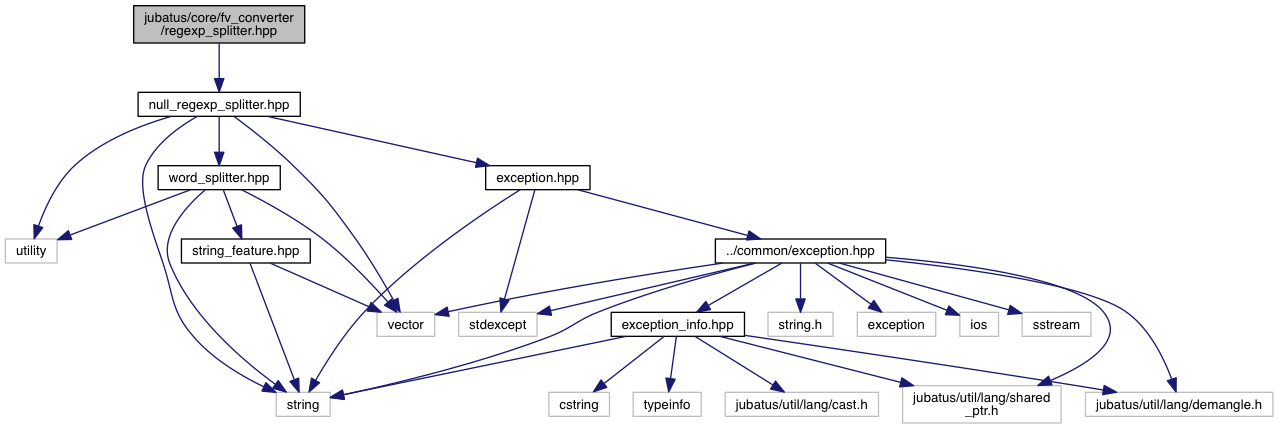 jubatus/core/fv_converter
/regexp_splitter.hpp
null_regexp_splitter.hpp
word_splitter.hpp
exception.hpp
utility
string_feature.hpp
../common/exception.hpp
vector
stdexcept
exception_info.hpp
string.h
exception
ios
sstream
string
cstring
typeinfo
jubatus/util/lang/cast.h
jubatus/util/lang/shared
_ptr.h
jubatus/util/lang/demangle.h